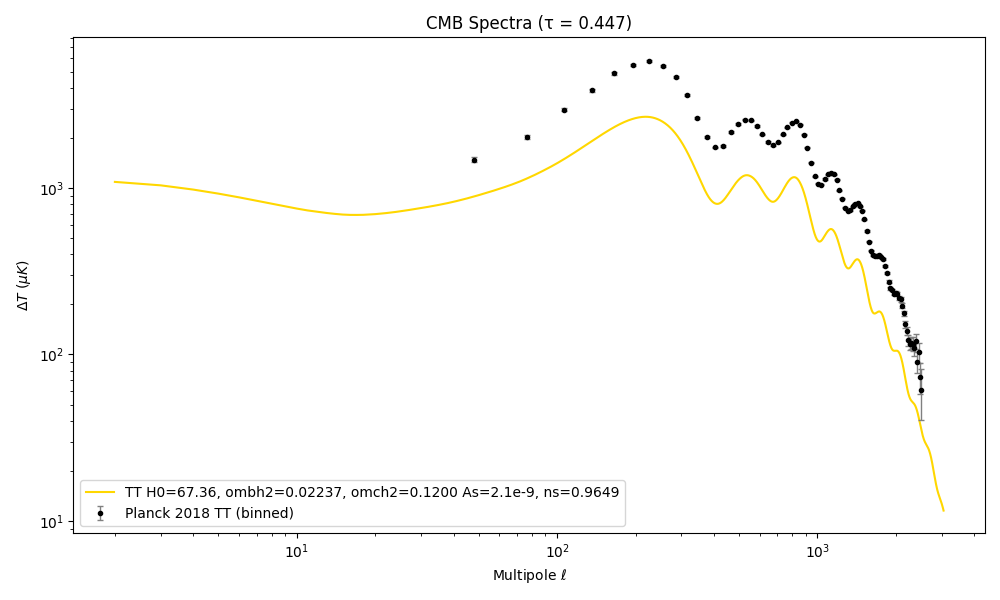 CMB Spectra (τ = 0.447)
ΔT (μK)
10³
10²
10¹
TT H0=67.36, ombh2=0.02237, omch2=0.1200 As=2.1e-9, ns=0.9649
Planck 2018 TT (binned)
10¹
10²
10³
Multipole ℓ